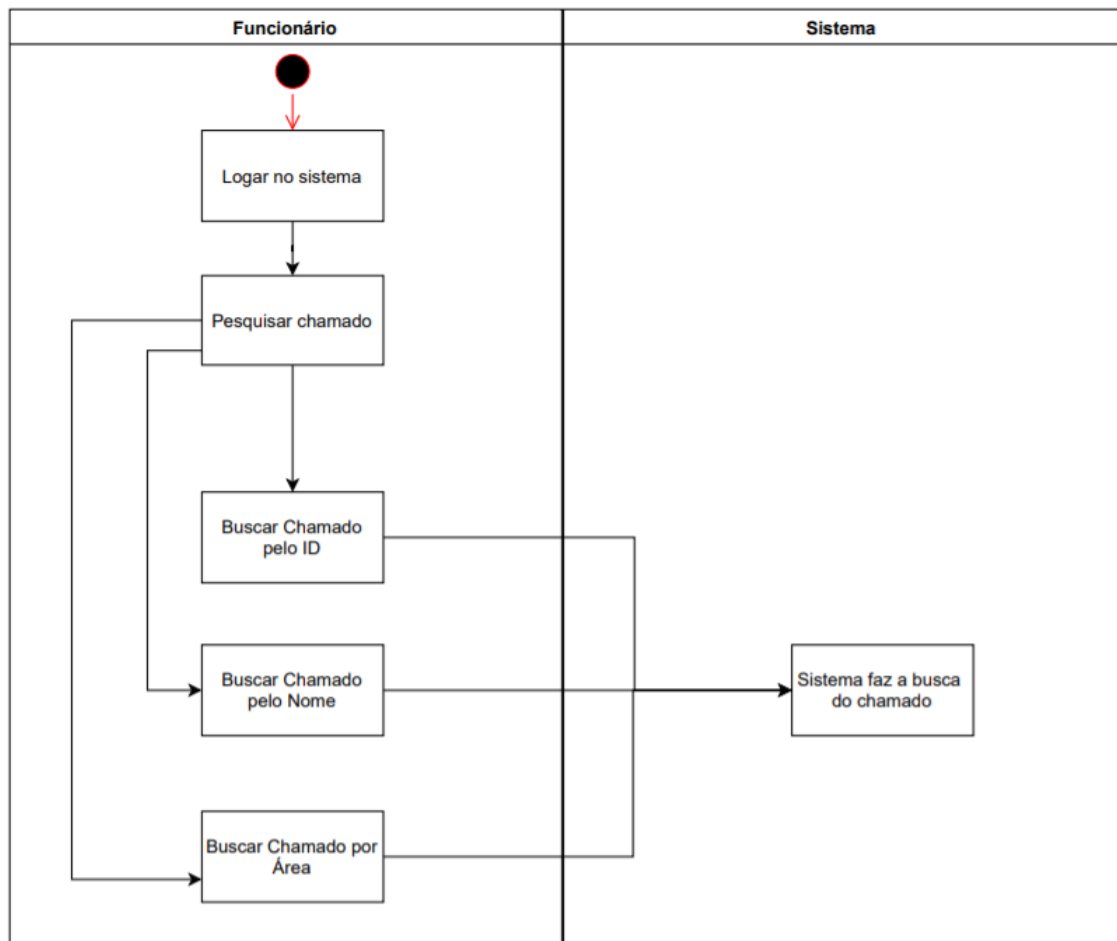 Funcionário
Sistema
Logar no sistema
Pesquisar chamado
Buscar Chamado
pelo ID
Buscar Chamado
pelo Nome
Sistema faz a busca
do chamado
Buscar Chamado por
Área